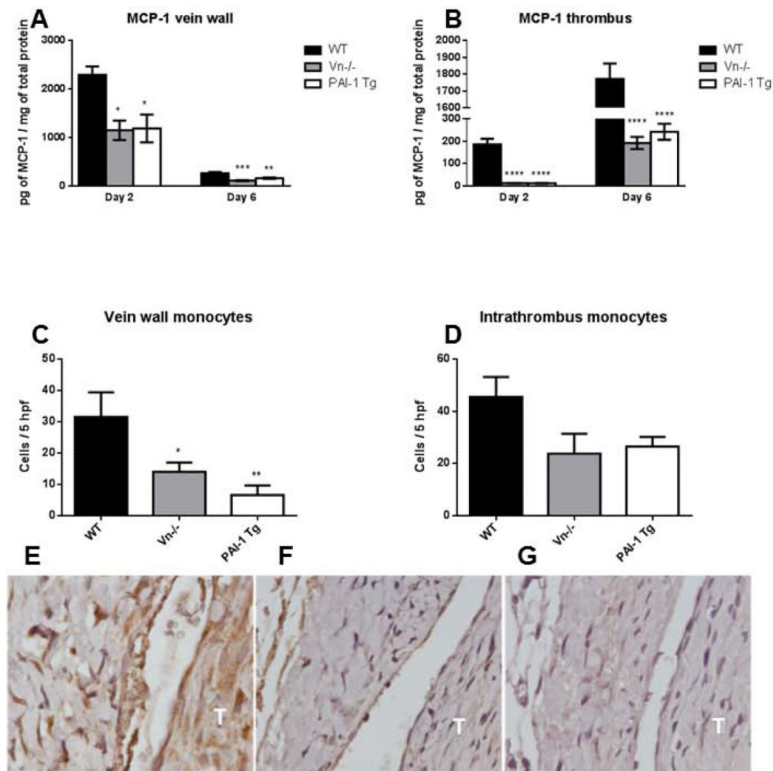 A
MCP-1 vein wall
pg of MCP-1 / mg of total protein
3000
2000
1000
0
* *
*** **
Day 2 Day 6
WT
Vn-/-
PAI-1 Tg
B
MCP-1 thrombus
pg of MCP-1 / mg of total protein
2000
1900
1800
1700
1600
1500
1400
300
200
100
0
**** ****
**** ****
Day 2 Day 6
WT
Vn-/-
PAI-1 Tg
C
Vein wall monocytes
Cells / 5 hpf
50
40
30
20
10
0
*
**
WT Vn-/- PAI-1 Tg
D
Intrathrombus monocytes
Cells / 5 hpf
60
40
20
0
WT Vn-/- PAI-1 Tg
E F G
T T T